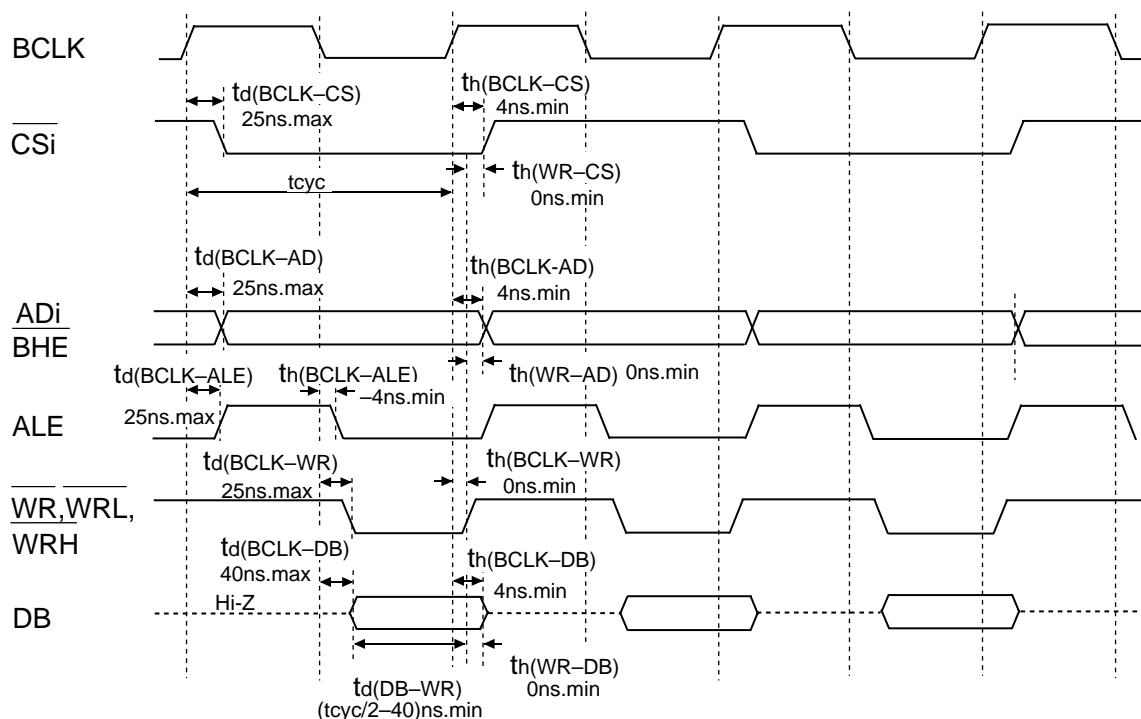 BCLK
td(BCLK–CS)
25ns.max
th(BCLK–CS)
4ns.min
CSi
tcyc
th(WR–CS)
0ns.min
td(BCLK–AD)
25ns.max
th(BCLK-AD)
4ns.min
ADi
BHE
td(BCLK–ALE)
25ns.max
th(BCLK–ALE)
–4ns.min
th(WR–AD) 0ns.min
ALE
td(BCLK–WR)
25ns.max
th(BCLK–WR)
0ns.min
WR,WRL,
WRH
td(BCLK–DB)
40ns.max
th(BCLK–DB)
4ns.min
Hi-Z
DB
td(DB–WR)
(tcyc/2–40)ns.min
th(WR–DB)
0ns.min